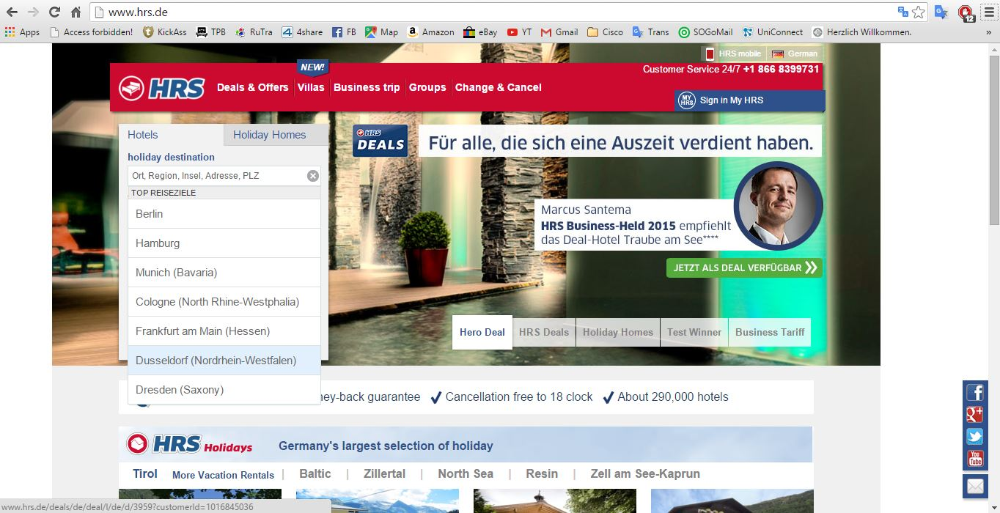 www.hrs.de
12
Apps Access forbidden! KickAss TPB RuTra 4share FB Map Amazon eBay YT Gmail Cisco Trans SOGoMail UniConnect Herzlich Willkommen. »
HRS mobile German
NEW!
Customer Service 24/7 +1 866 8399731
HRS Deals & Offers Villas Business trip Groups Change & Cancel
MY HRS Sign in My HRS
Hotels Holiday Homes
HRS DEALS Für alle, die sich eine Auszeit verdient haben.
holiday destination
Ort, Region, Insel, Adresse, PLZ
TOP REISEZIELE
Berlin
Hamburg
Munich (Bavaria)
Cologne (North Rhine-Westphalia)
Frankfurt am Main (Hessen)
Dusseldorf (Nordrhein-Westfalen)
Dresden (Saxony)
Marcus Santema
HRS Business-Held 2015 empfiehlt
das Deal-Hotel Traube am See****
JETZT ALS DEAL VERFÜGBAR
Hero Deal HRS Deals Holiday Homes Test Winner Business Tariff
ney-back guarantee Cancellation free to 18 clock About 290,000 hotels
HRS Holidays Germany's largest selection of holiday
Tirol More Vacation Rentals | Baltic | Zillertal | North Sea | Resin | Zell am See-Kaprun
You Tube
www.hrs.de/deals/de/deal/l/de/d/3959?customerId=1016845036